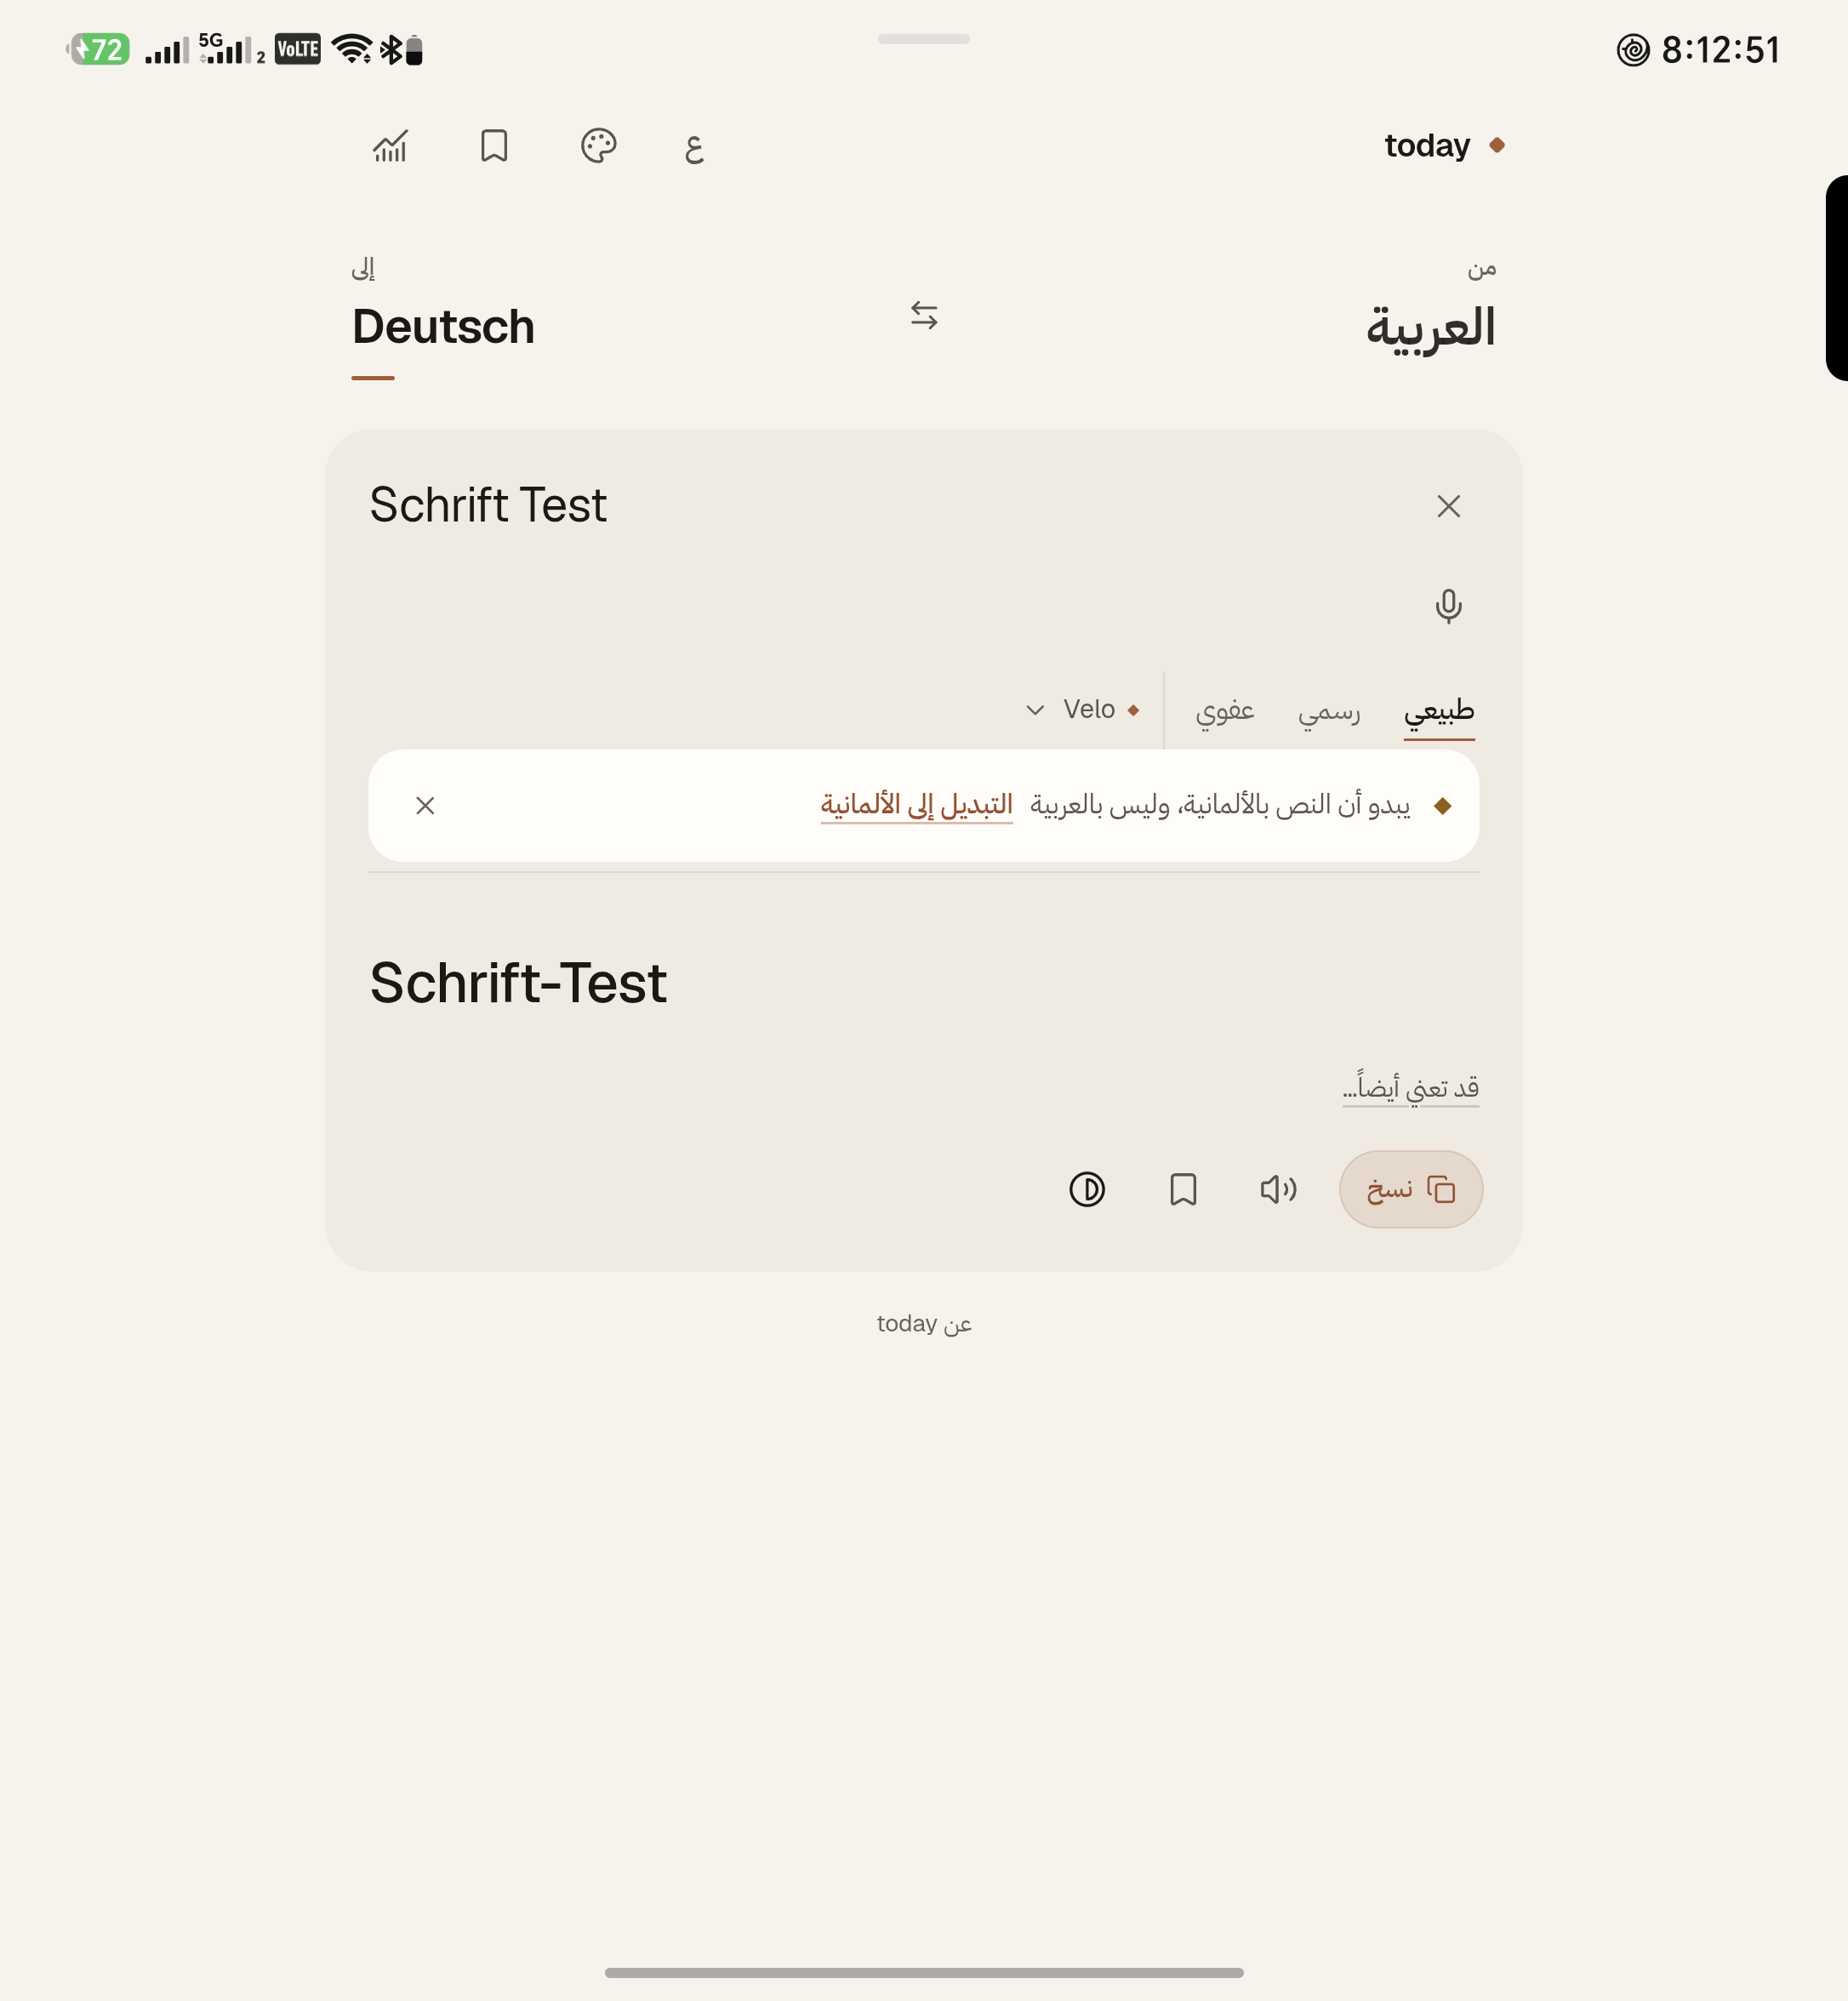 72 5G 2 VoLTE 8:12:51
today ع
من إلى
العربية Deutsch
Schrift Test
طبيعي رسمي عفوي Velo
يبدو أن النص بالألمانية، وليس بالعربية التبديل إلى الألمانية
Schrift-Test
قد تعني أيضاً...
نسخ
عن today